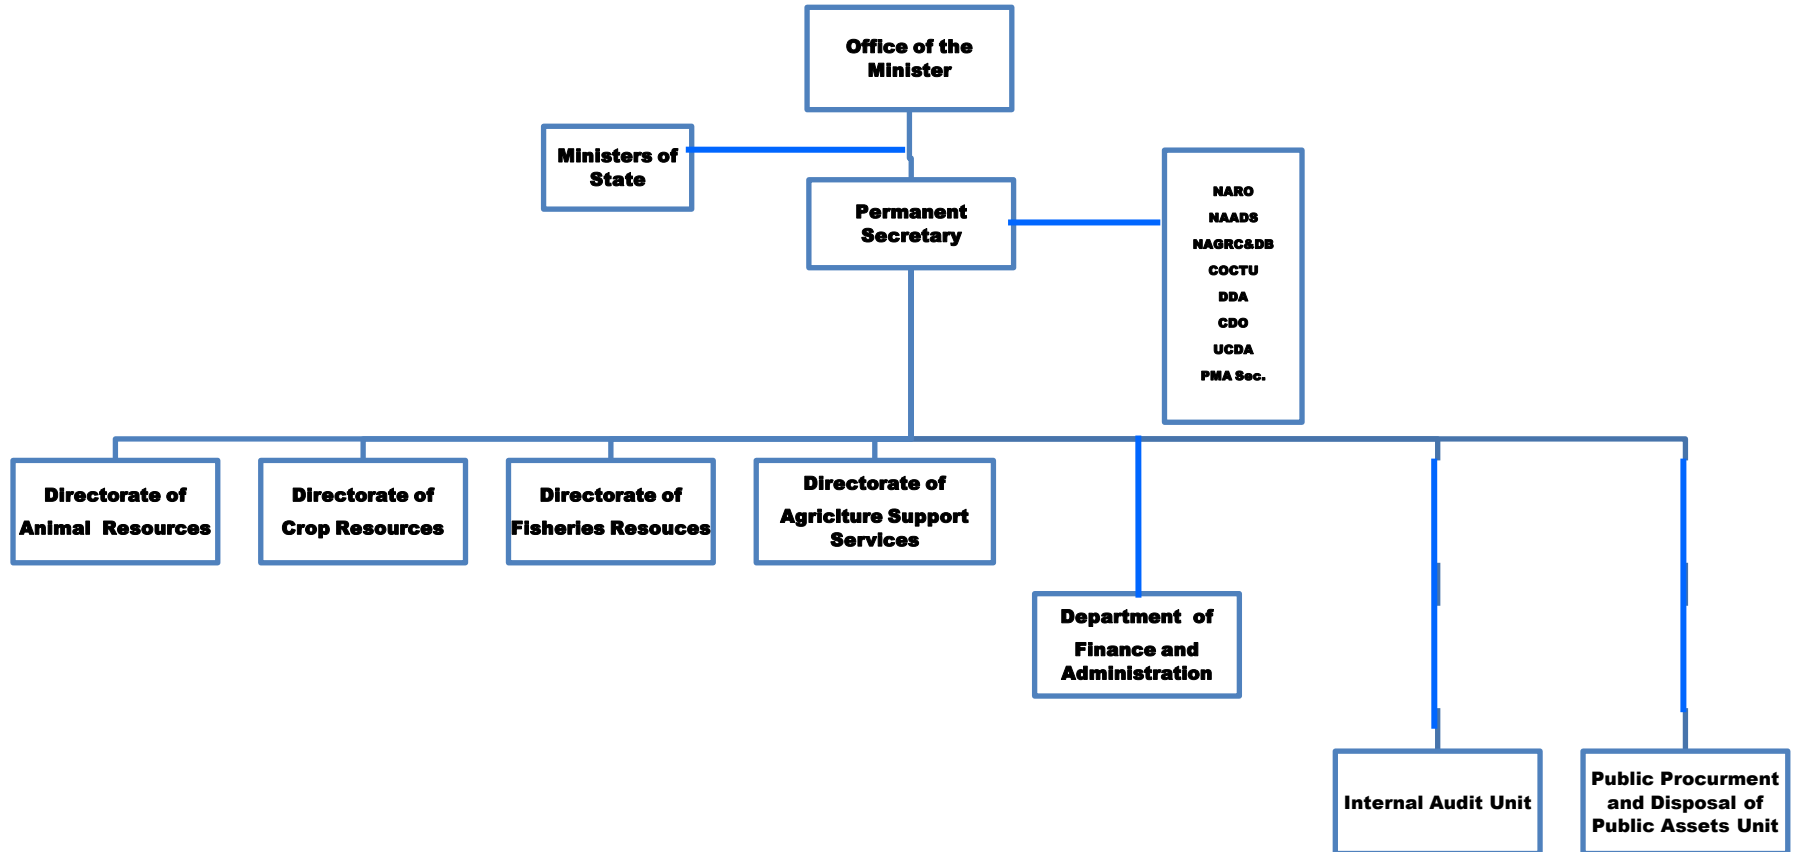 Office of the
Minister
Ministers of
State
Permanent
Secretary
NARO
NAADS
NAGRC&DB
COCTU
DDA
CDO
UCDA
PMA Sec.
Directorate of
Animal Resources
Directorate of
Crop Resources
Directorate of
Fisheries Resouces
Directorate of
Agriciture Support
Services
Department of
Finance and
Administration
Internal Audit Unit
Public Procurment
and Disposal of
Public Assets Unit